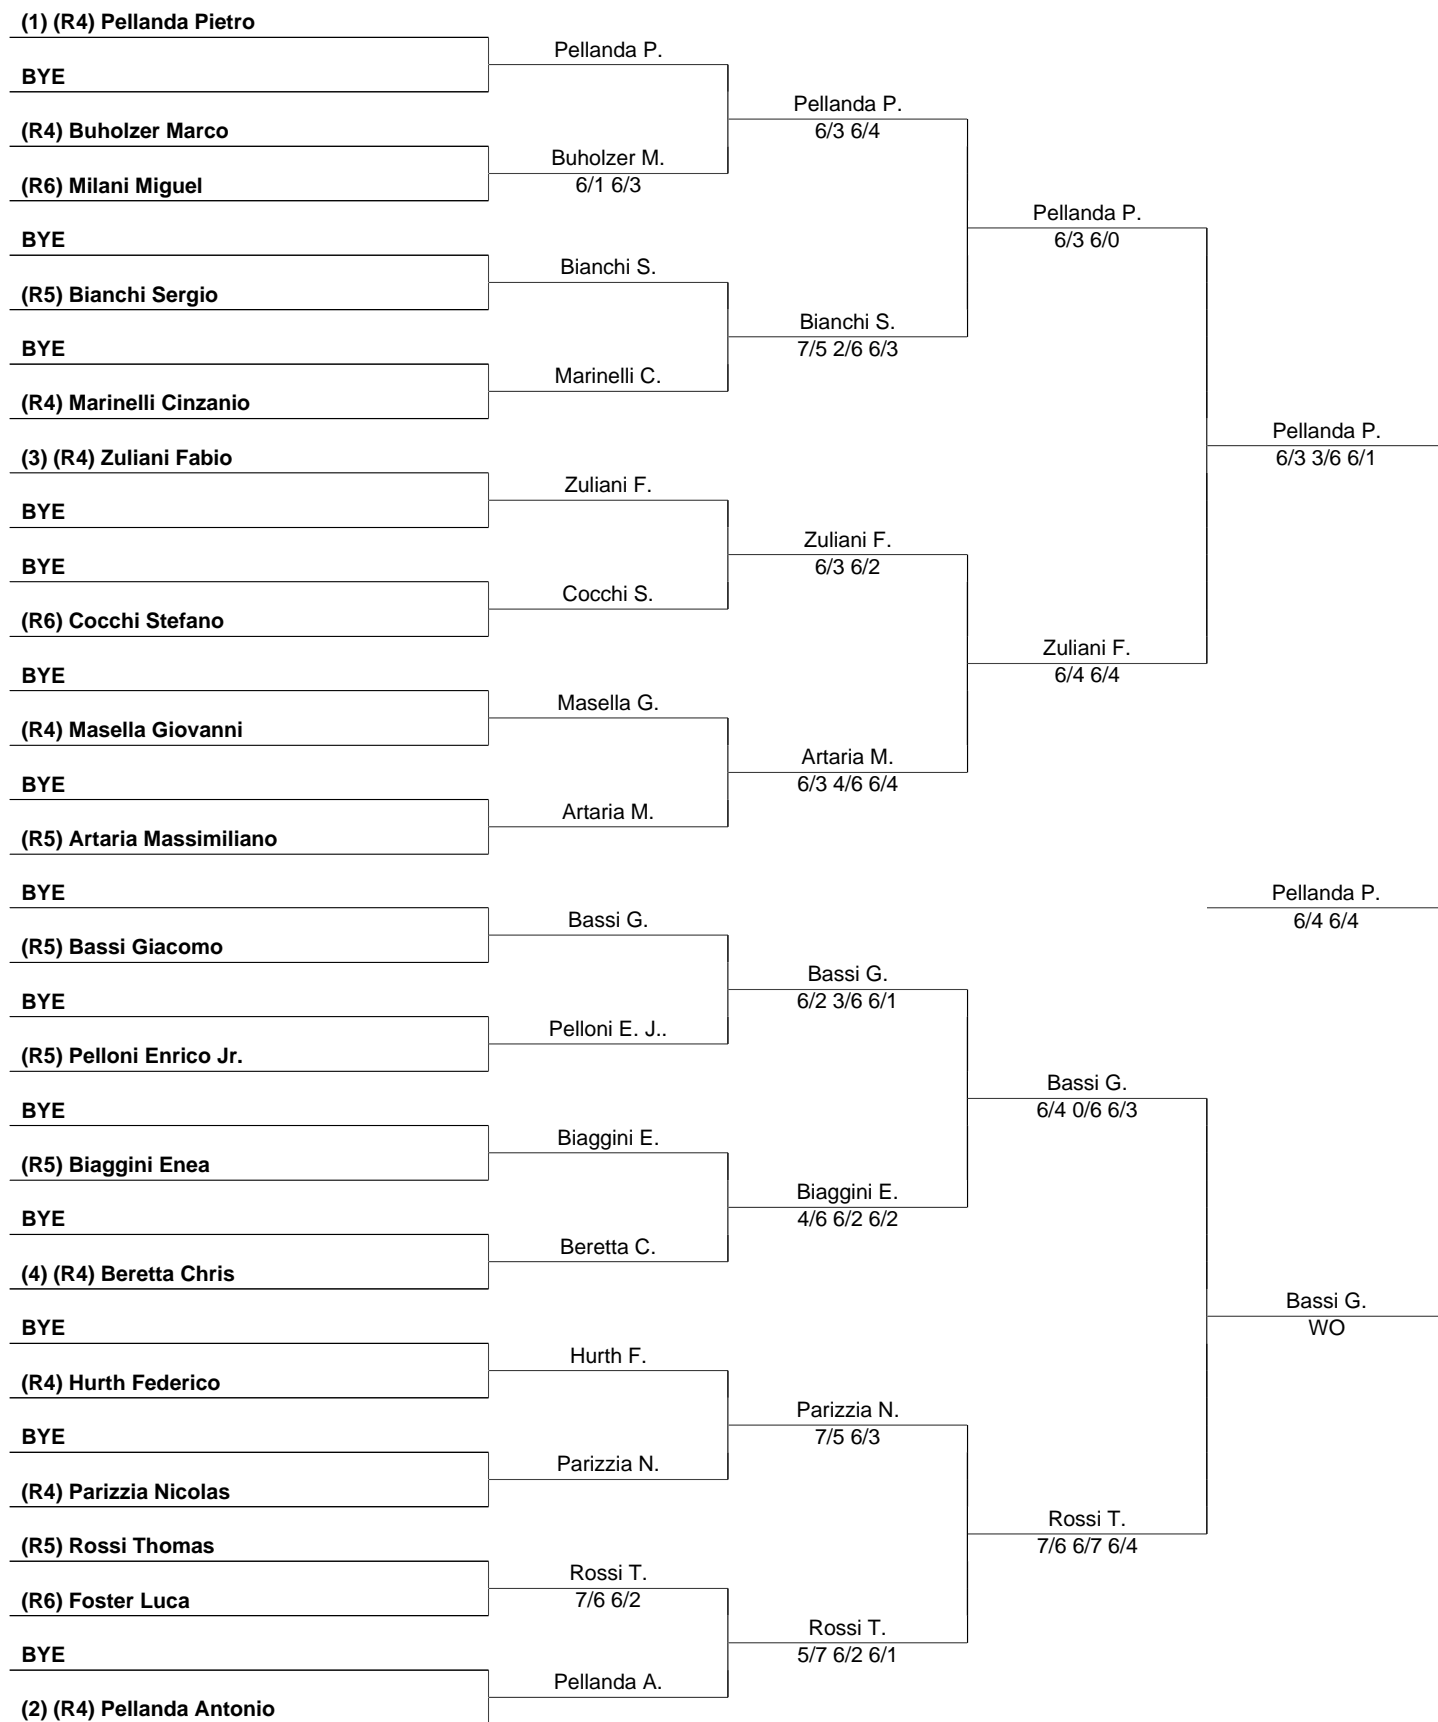 (1) (R4) Pellanda Pietro
Pellanda P.
BYE
Pellanda P.
6/3 6/4
(R4) Buholzer Marco
Buholzer M.
6/1 6/3
(R6) Milani Miguel
Pellanda P.
6/3 6/0
BYE
Bianchi S.
(R5) Bianchi Sergio
Bianchi S.
7/5 2/6 6/3
BYE
Marinelli C.
(R4) Marinelli Cinzanio
Pellanda P.
6/3 3/6 6/1
(3) (R4) Zuliani Fabio
Zuliani F.
BYE
Zuliani F.
6/3 6/2
BYE
Cocchi S.
(R6) Cocchi Stefano
Zuliani F.
6/4 6/4
BYE
Masella G.
(R4) Masella Giovanni
Artaria M.
6/3 4/6 6/4
BYE
Artaria M.
(R5) Artaria Massimiliano
BYE
Pellanda P.
6/4 6/4
Bassi G.
(R5) Bassi Giacomo
Bassi G.
6/2 3/6 6/1
BYE
Pelloni E. J..
(R5) Pelloni Enrico Jr.
Bassi G.
6/4 0/6 6/3
BYE
Biaggini E.
(R5) Biaggini Enea
Biaggini E.
4/6 6/2 6/2
BYE
Beretta C.
(4) (R4) Beretta Chris
Bassi G.
WO
BYE
Hurth F.
(R4) Hurth Federico
Parizzia N.
7/5 6/3
BYE
Parizzia N.
(R4) Parizzia Nicolas
Rossi T.
7/6 6/7 6/4
(R5) Rossi Thomas
Rossi T.
7/6 6/2
(R6) Foster Luca
Rossi T.
5/7 6/2 6/1
BYE
Pellanda A.
(2) (R4) Pellanda Antonio